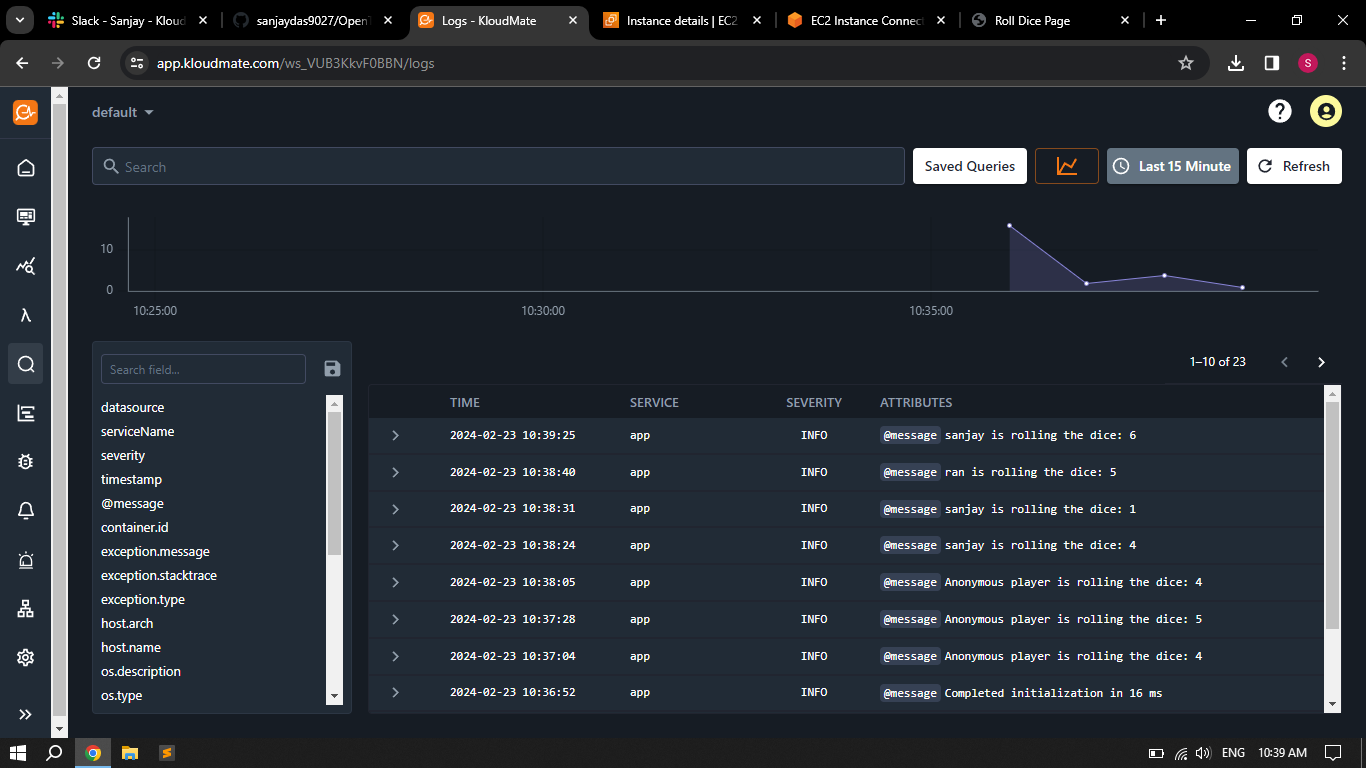 Slack - Sanjay - Kloud
sanjaydas9027/OpenT
Logs - KloudMate
Instance details | EC2
EC2 Instance Connect
Roll Dice Page
app.kloudmate.com/ws_VUB3KkvF0BBN/logs
S
default
Search
Saved Queries
Last 15 Minute
Refresh
10
0
10:25:00
10:30:00
10:35:00
Search field...
1–10 of 23
datasource
serviceName
severity
timestamp
@message
container.id
exception.message
exception.stacktrace
exception.type
host.arch
host.name
os.description
os.type
TIME SERVICE SEVERITY ATTRIBUTES
2024-02-23 10:39:25 app INFO @message sanjay is rolling the dice: 6
2024-02-23 10:38:40 app INFO @message ran is rolling the dice: 5
2024-02-23 10:38:31 app INFO @message sanjay is rolling the dice: 1
2024-02-23 10:38:24 app INFO @message sanjay is rolling the dice: 4
2024-02-23 10:38:05 app INFO @message Anonymous player is rolling the dice: 4
2024-02-23 10:37:28 app INFO @message Anonymous player is rolling the dice: 5
2024-02-23 10:37:04 app INFO @message Anonymous player is rolling the dice: 4
2024-02-23 10:36:52 app INFO @message Completed initialization in 16 ms
ENG 10:39 AM